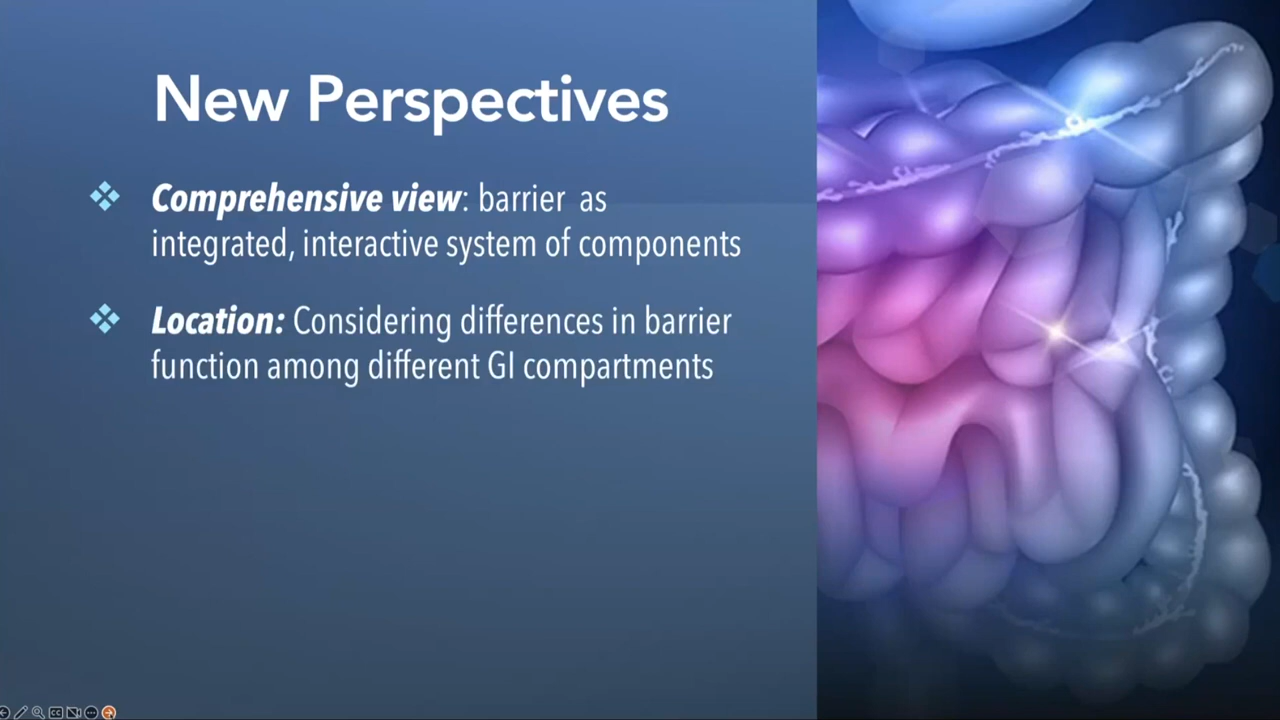 New Perspectives
Comprehensive view: barrier as
integrated, interactive system of components
Location: Considering differences in barrier
function among different GI compartments